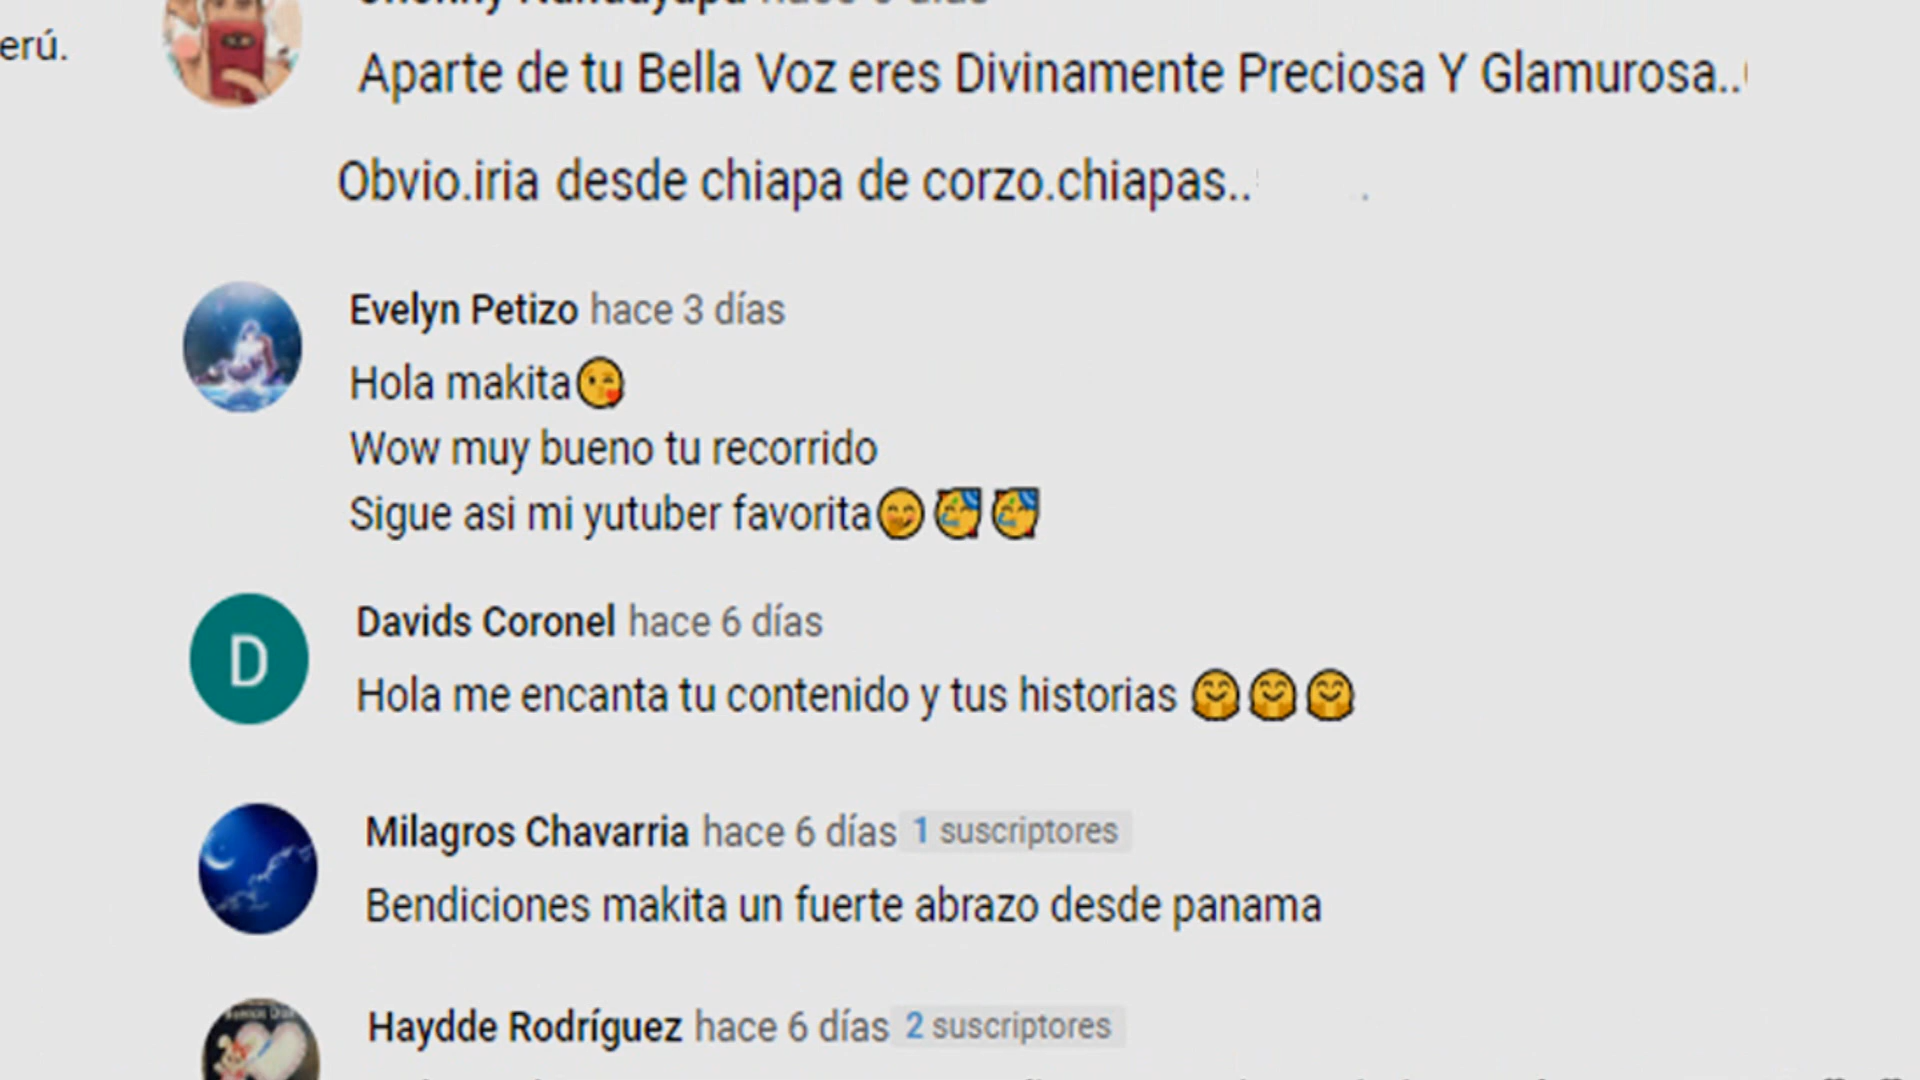 erú.
Aparte de tu Bella Voz eres Divinamente Preciosa Y Glamurosa..
Obvio.iria desde chiapa de corzo.chiapas..
Evelyn Petizo hace 3 días
Hola makita😘
Wow muy bueno tu recorrido
Sigue asi mi yutuber favorita🤭🥳🥳
D
Davids Coronel hace 6 días
Hola me encanta tu contenido y tus historias 🤗🤗🤗
Milagros Chavarria hace 6 días 1 suscriptores
Bendiciones makita un fuerte abrazo desde panama
Haydde Rodríguez hace 6 días 2 suscriptores